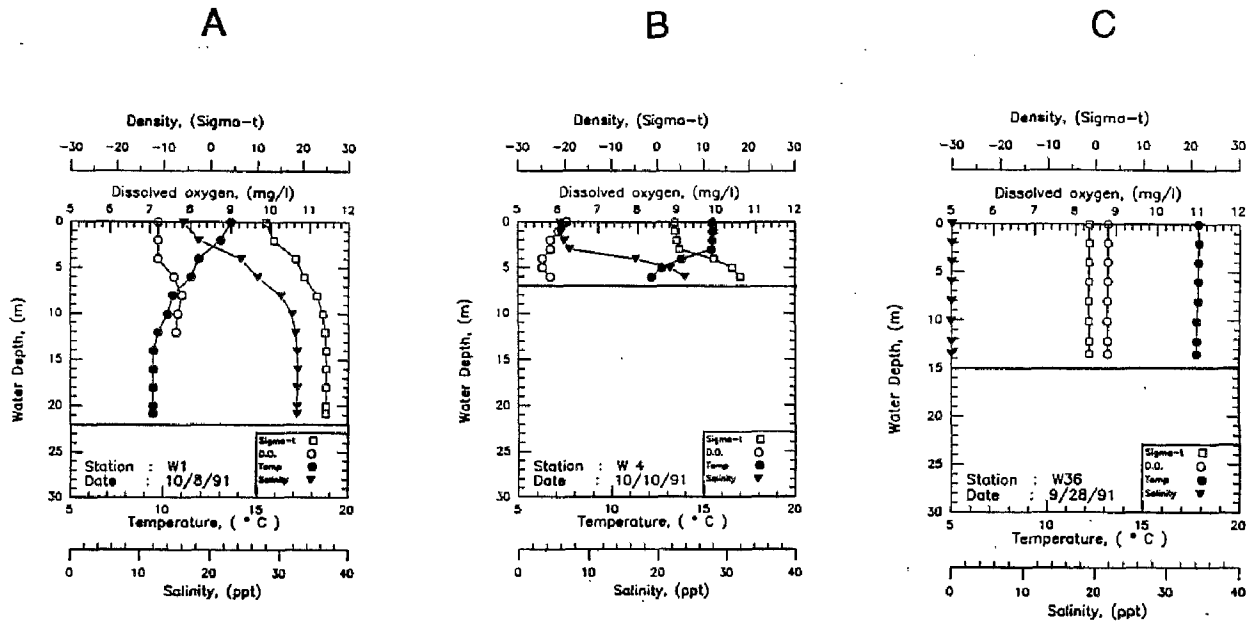 A
B
C
Density, (Sigma-t)
-30 -20 -10 0 10 20 30
Dissolved oxygen, (mg/l)
5 6 7 8 9 10 11 12
Water Depth, (m)
0
5
10
15
20
25
30
Sigma-t
D.O.
Temp
Salinity
Station : W1
Date : 10/8/91
5 10 15 20
Temperature, (°C)
0 10 20 30 40
Salinity, (ppt)
Density, (Sigma-t)
-30 -20 -10 0 10 20 30
Dissolved oxygen, (mg/l)
5 6 7 8 9 10 11 12
Water Depth, (m)
0
5
10
15
20
25
30
Sigma-t
D.O.
Temp
Salinity
Station : W 4
Date : 10/10/91
5 10 15 20
Temperature, (°C)
0 10 20 30 40
Salinity, (ppt)
Density, (Sigma-t)
-30 -20 -10 0 10 20 30
Dissolved oxygen, (mg/l)
5 6 7 8 9 10 11 12
Water Depth, (m)
0
5
10
15
20
25
30
Sigma-t
D.O.
Temp
Salinity
Station : W36
Date : 9/28/91
5 10 15 20
Temperature, (°C)
0 10 20 30 40
Salinity, (ppt)